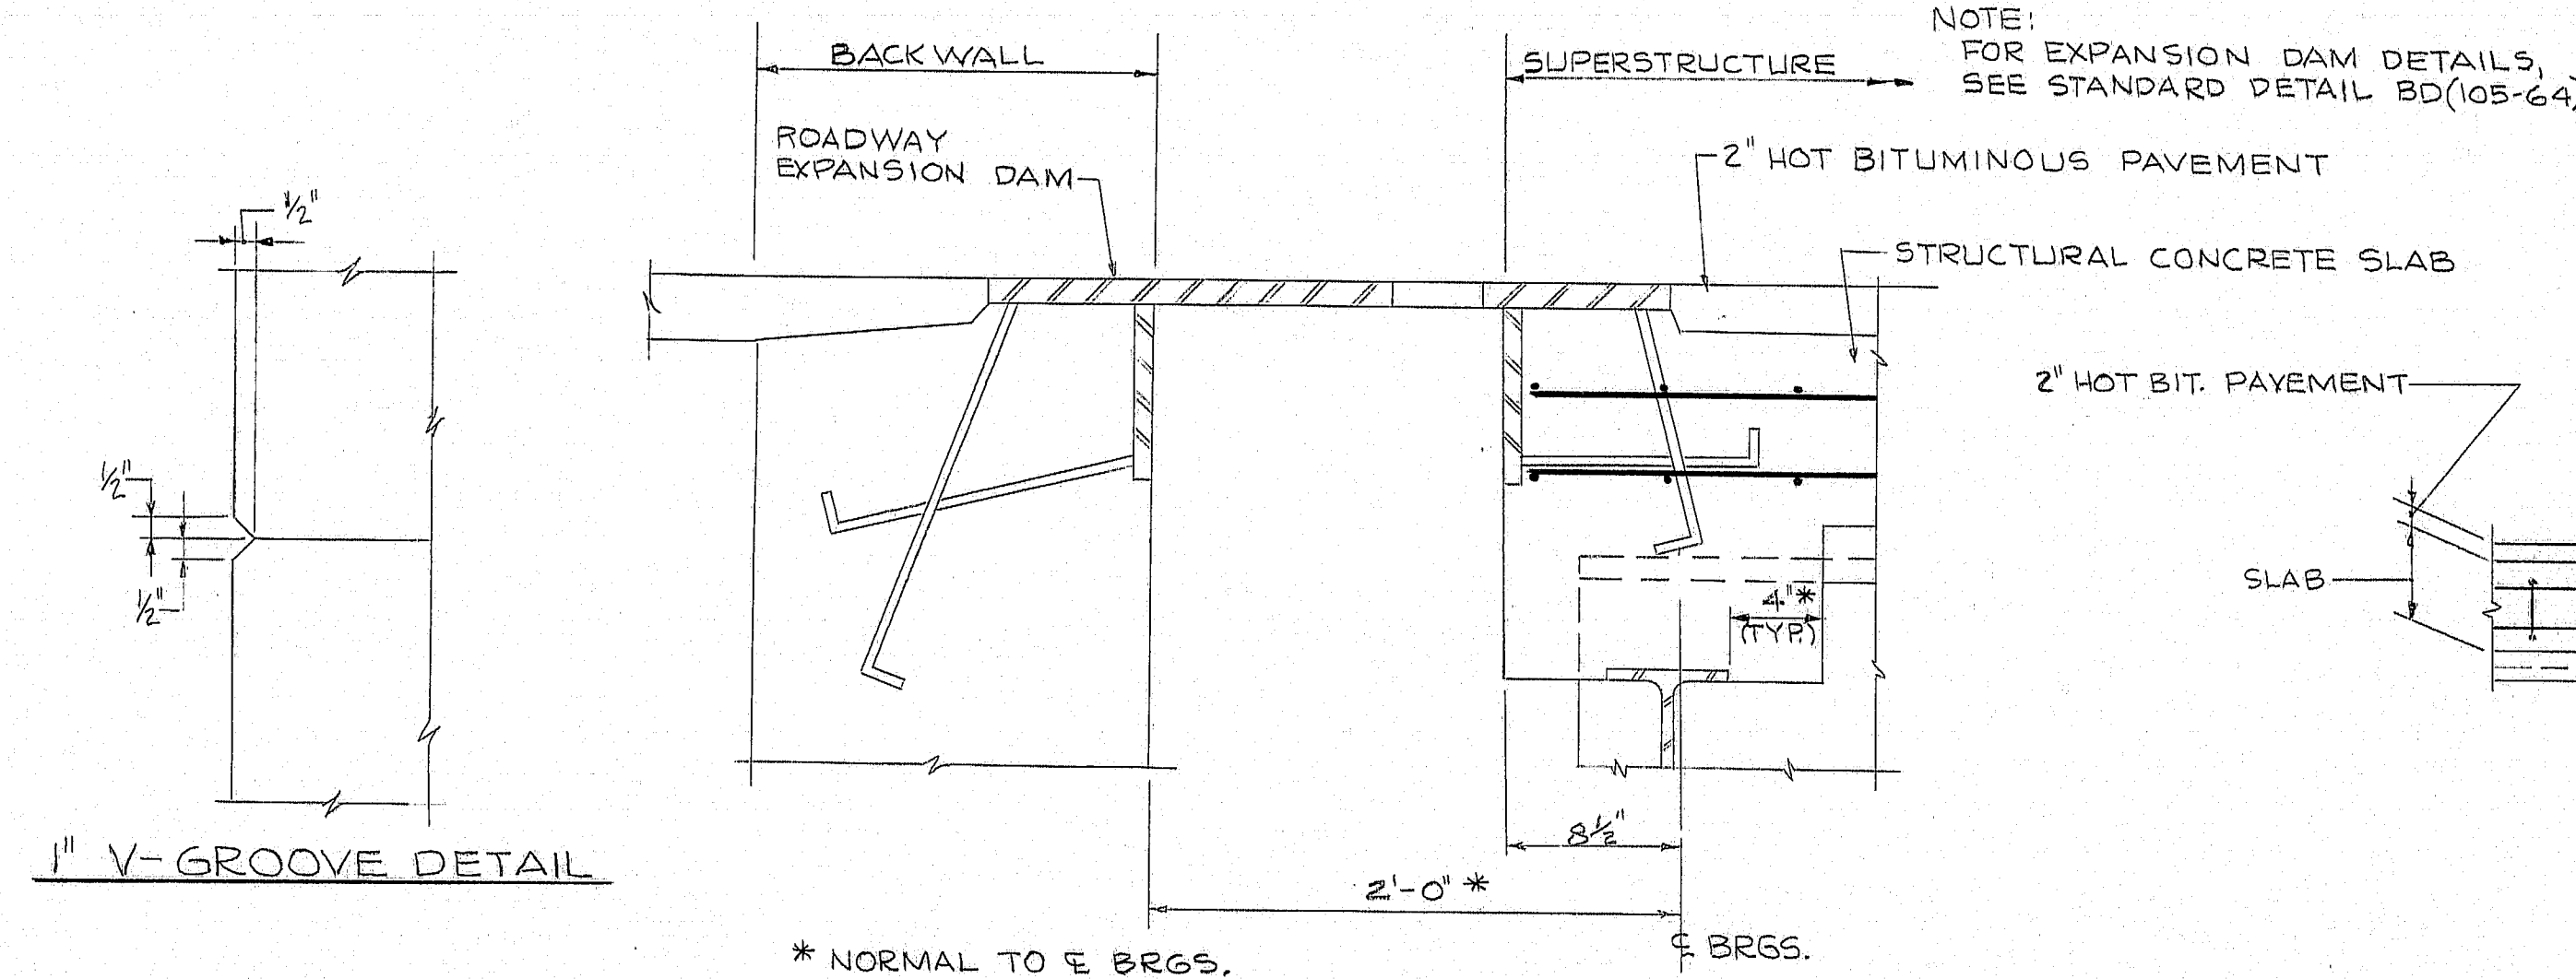 NOTE:
FOR EXPANSION DAM DETAILS,
SEE STANDARD DETAIL BD(105-64)
BACKWALL
SUPERSTRUCTURE
ROADWAY
EXPANSION DAM
2" HOT BITUMINOUS PAVEMENT
STRUCTURAL CONCRETE SLAB
1/2"
2" HOT BIT. PAVEMENT
1/2"
1/2"
SLAB
4"*
(TYP.)
8 1/2"
1" V-GROOVE DETAIL
2'-0" *
* NORMAL TO ℄ BRGS.
℄ BRGS.